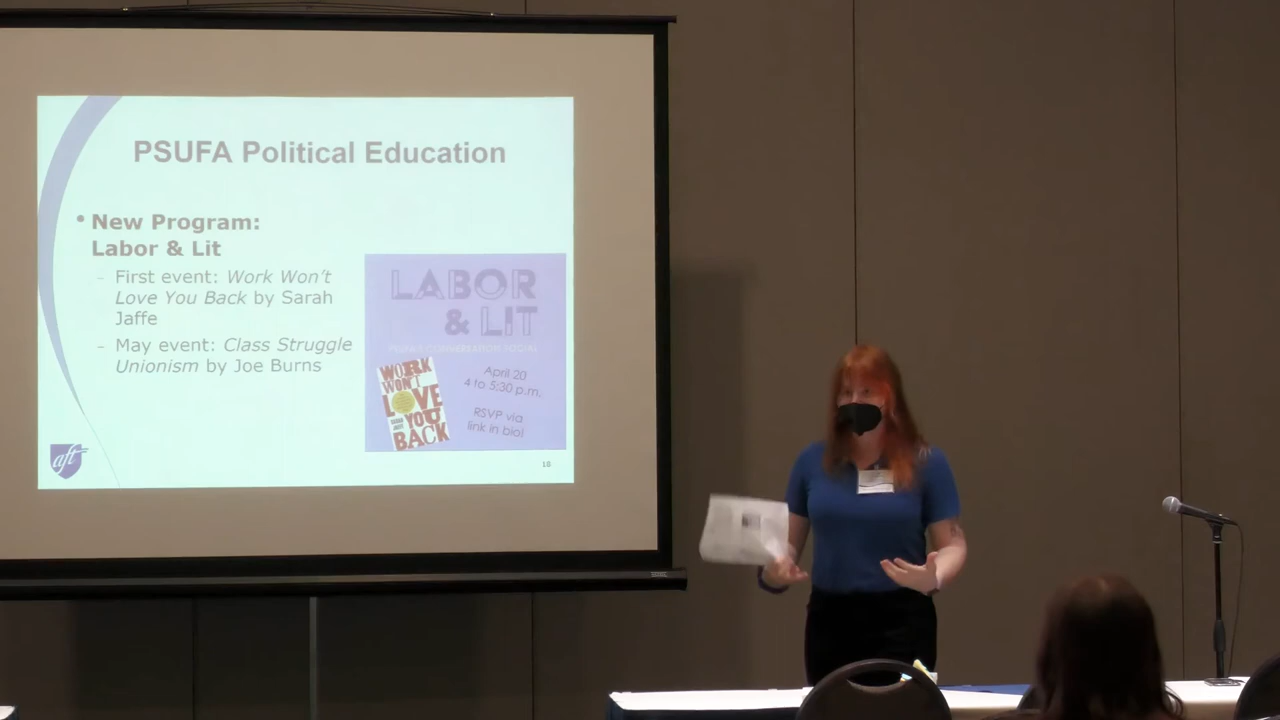 PSUFA Political Education
• New Program:
Labor & Lit
– First event: Work Won't
Love You Back by Sarah
Jaffe
– May event: Class Struggle
Unionism by Joe Burns
LABOR
& LIT
WORK
WON'T
LOVE
YOU
BACK
April 20
4 to 5:30 p.m.
RSVP via
link in bio!
aft
10